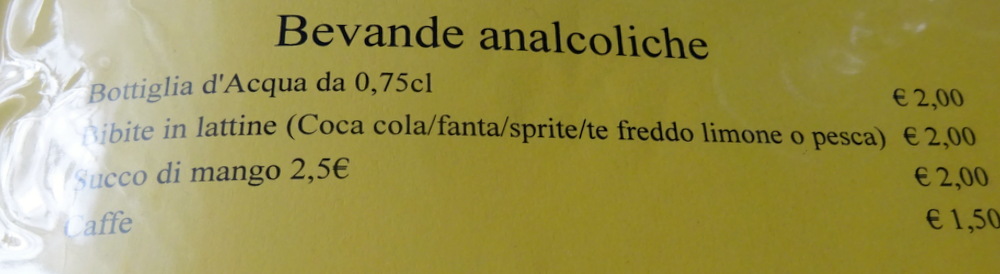 Bevande analcoliche
Bottiglia d'Acqua da 0,75cl € 2,00
Bibite in lattine (Coca cola/fanta/sprite/te freddo limone o pesca) € 2,00
Succo di mango 2,5€ € 2,00
Caffe € 1,50